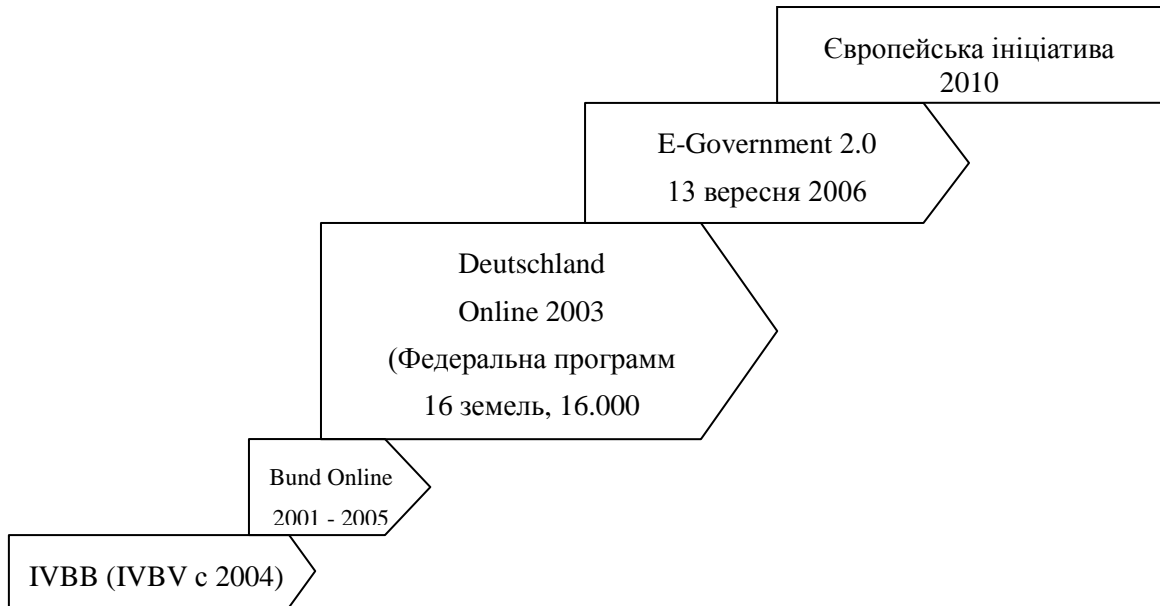 Європейська ініціатива
2010
E-Government 2.0
13 вересня 2006
Deutschland
Online 2003
(Федеральна программ
16 земель, 16.000
Bund Online
2001 - 2005
IVBB (IVBV с 2004)